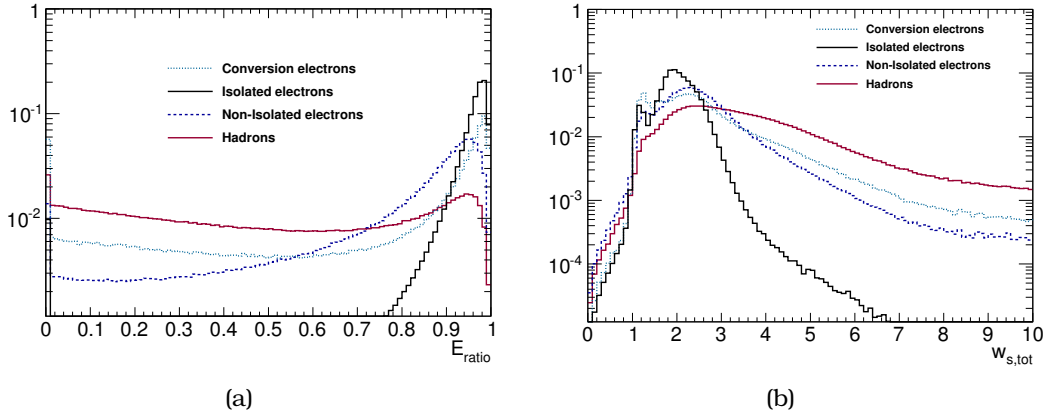 1
10⁻¹
10⁻²
Conversion electrons
Isolated electrons
Non-Isolated electrons
Hadrons
0 0.1 0.2 0.3 0.4 0.5 0.6 0.7 0.8 0.9 1
E_ratio
(a)
1
10⁻¹
10⁻²
10⁻³
10⁻⁴
Conversion electrons
Isolated electrons
Non-Isolated electrons
Hadrons
0 1 2 3 4 5 6 7 8 9 10
w_s,tot
(b)